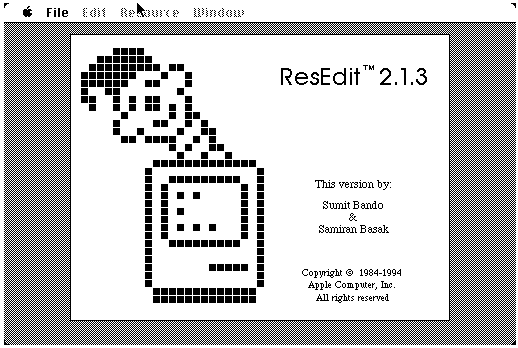 File Edit Resource Window
ResEdit™ 2.1.3
This version by:
Sumit Bando
&
Samiran Basak
Copyright © 1984-1994
Apple Computer, Inc.
All rights reserved